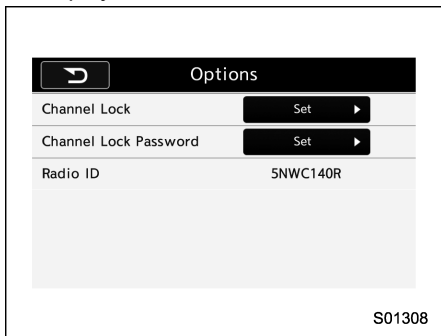 Options
Channel Lock Set
Channel Lock Password Set
Radio ID 5NWC140R
S01308